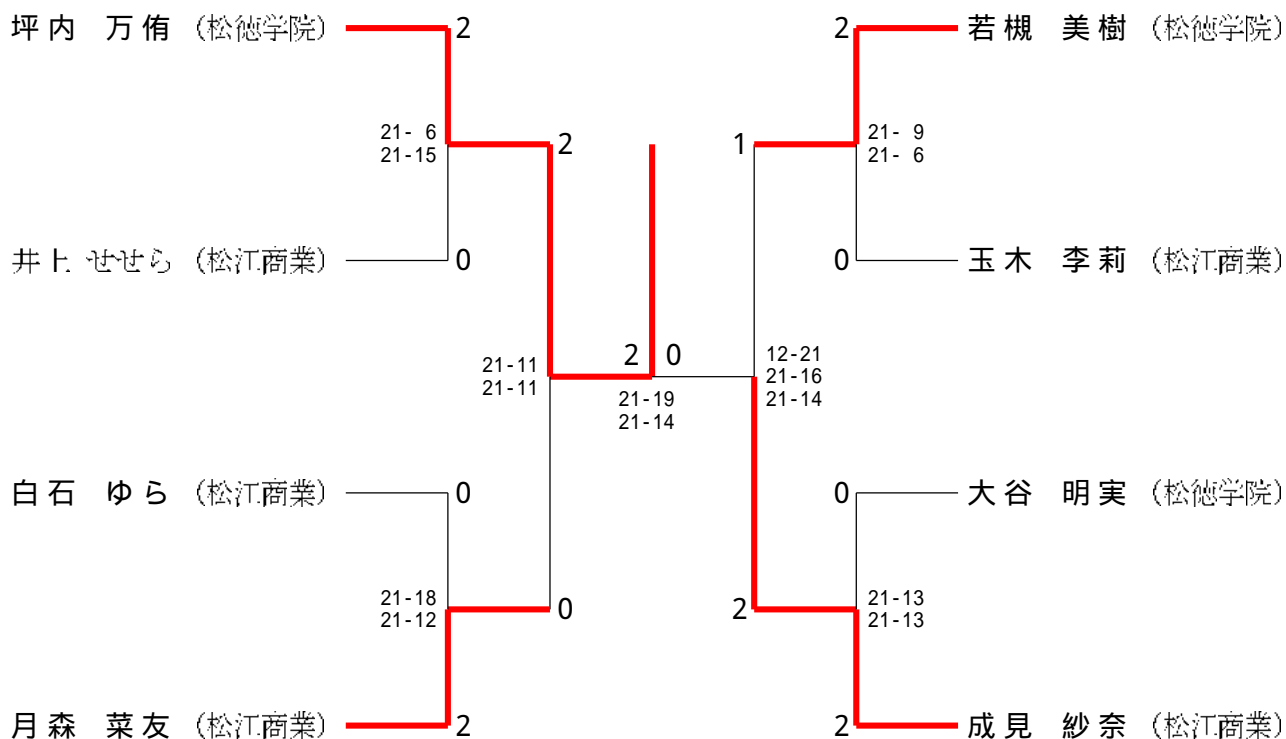 坪内 万侑 (松徳学院) 2
2 若槻 美樹 (松徳学院)
21- 6
21-15
2
1
21- 9
21- 6
井上 せせら (松江商業) 0
0 玉木 李莉 (松江商業)
21-11
21-11
2 0
21-19
21-14
12-21
21-16
21-14
白石 ゆら (松江商業) 0
0 大谷 明実 (松徳学院)
21-18
21-12
0
2
21-13
21-13
月森 菜友 (松江商業) 2
2 成見 紗奈 (松江商業)